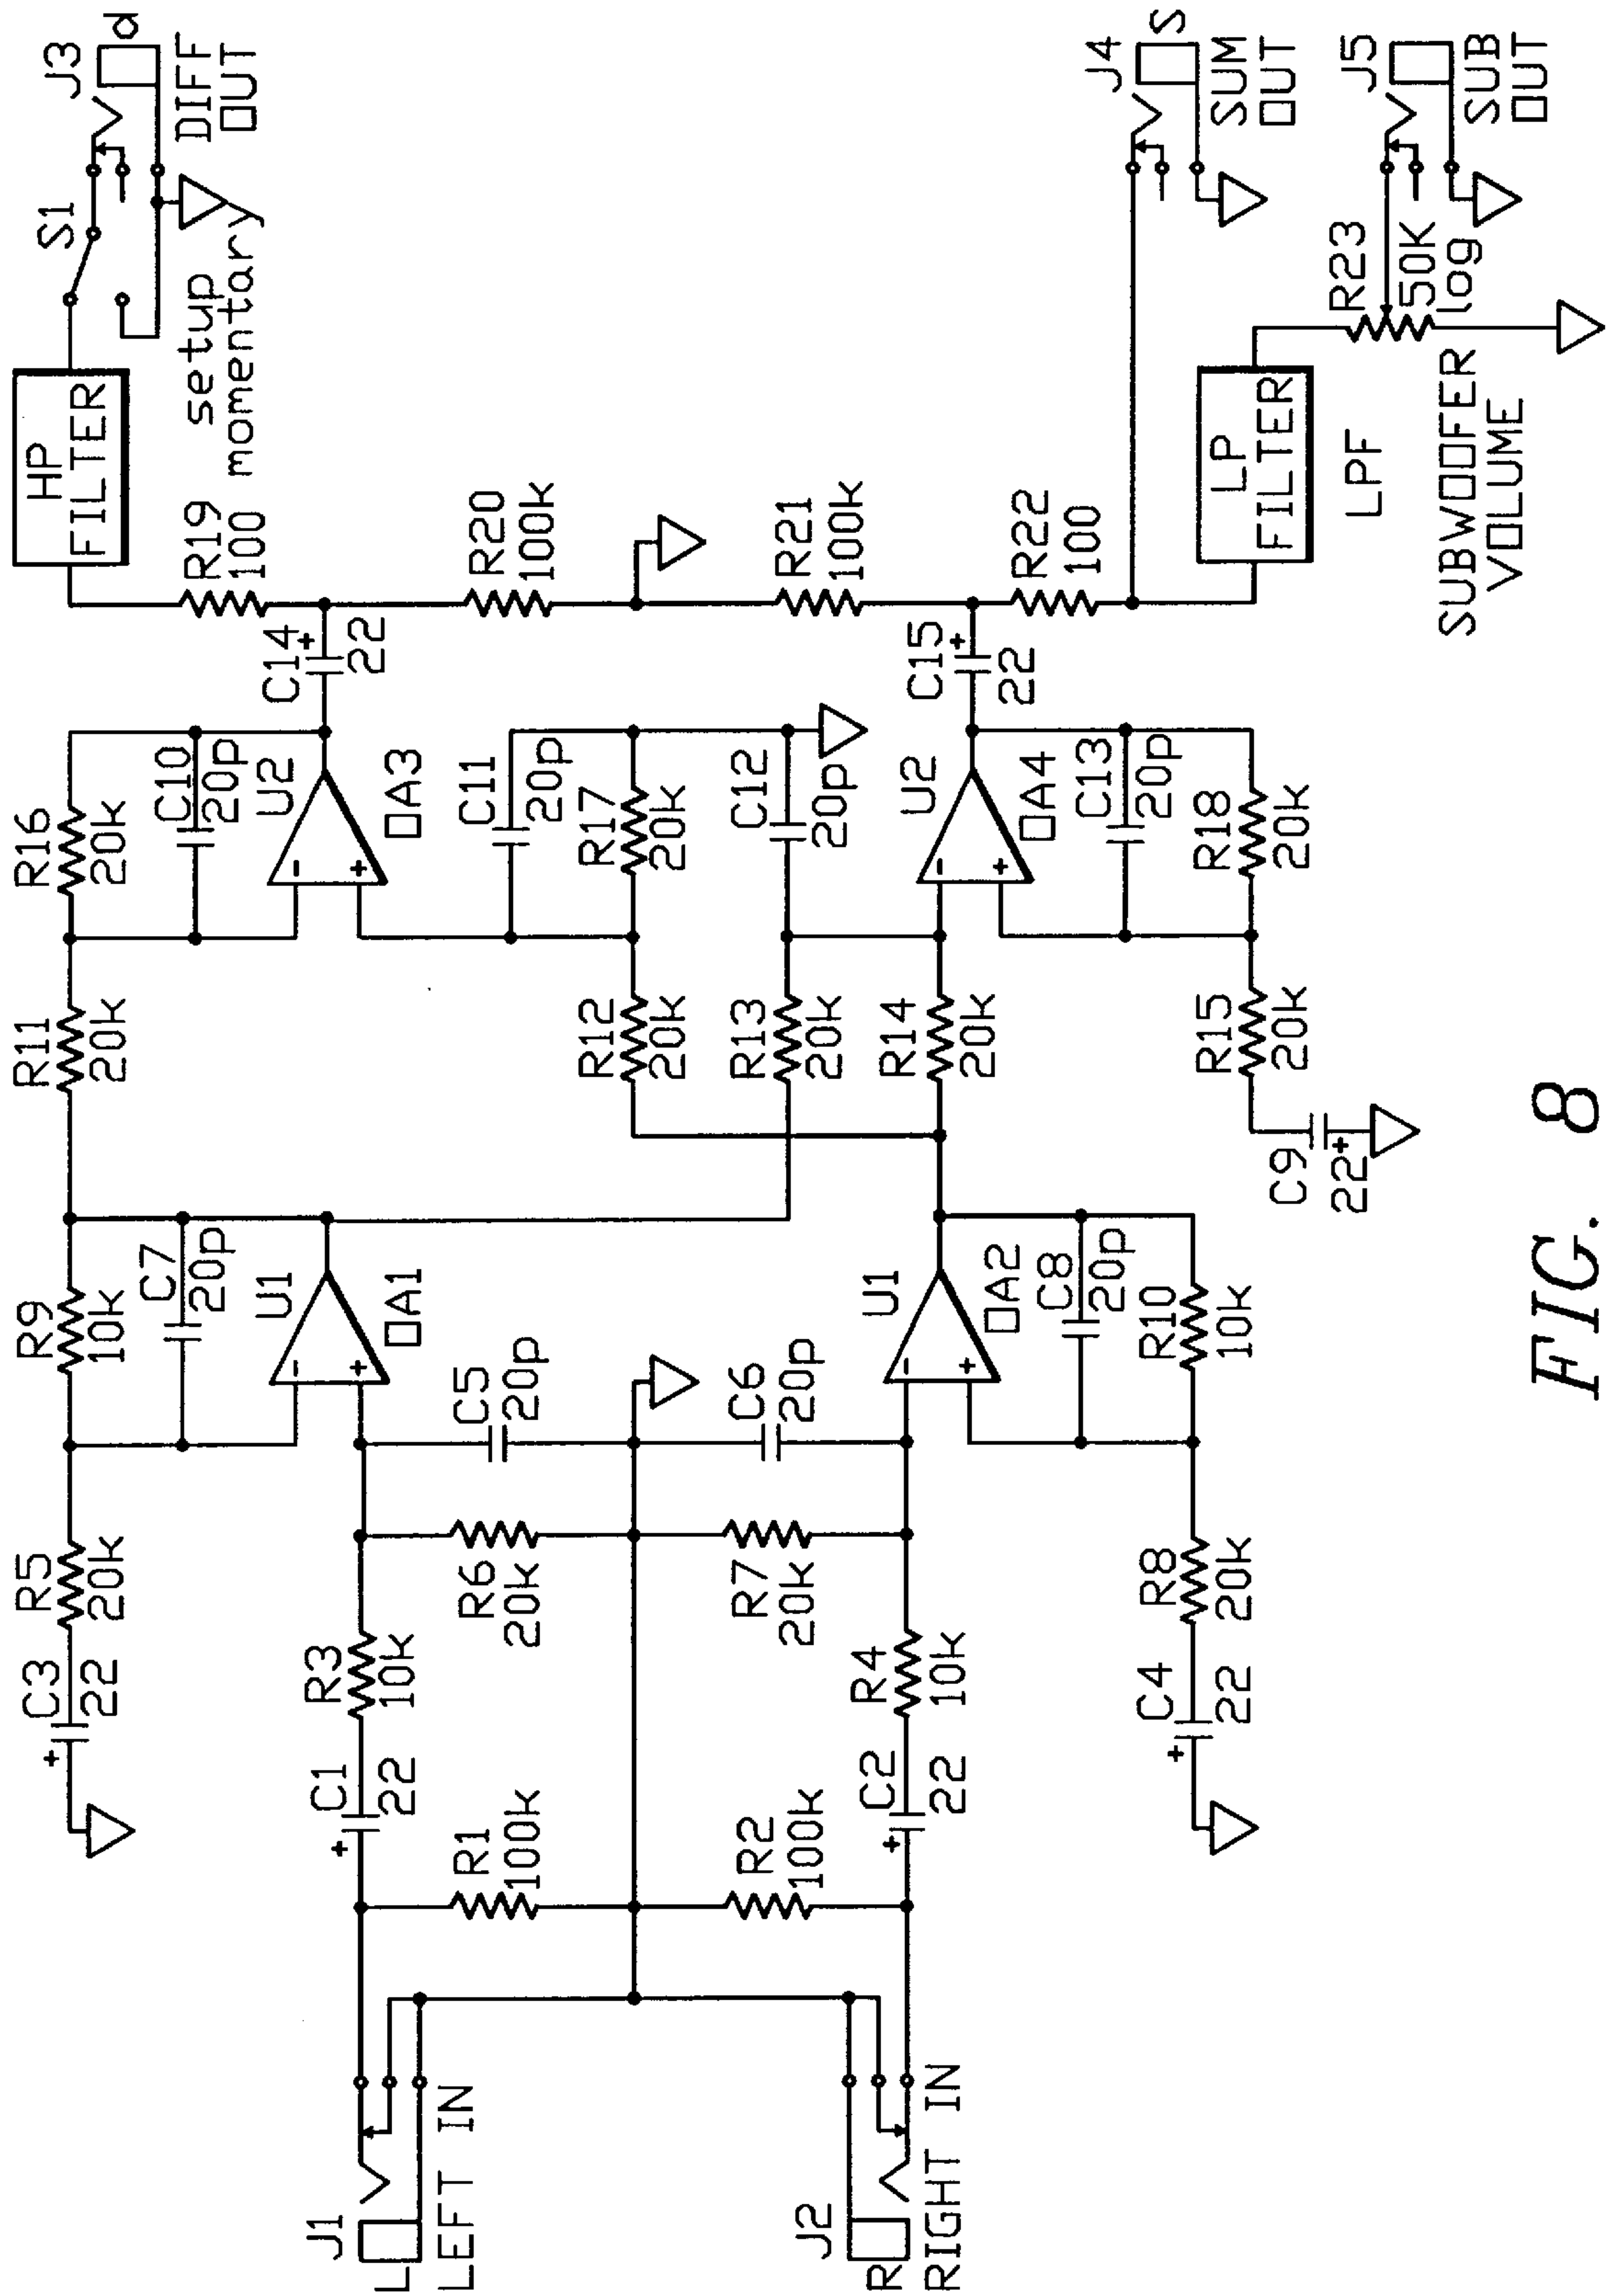 J1
L
LEFT IN
J2
R
RIGHT IN
R1
100k
R2
100k
C1
22
C2
22
C3
22
C4
22
R3
10k
R4
10k
R5
20k
R6
20k
R7
20k
R8
20k
C5
20p
C6
20p
R9
10k
C7
20p
U1
OA1
U1
OA2
C8
20p
R10
10k
C9
22
R11
20k
R12
20k
R13
20k
R14
20k
R15
20k
R16
20k
C10
20p
U2
OA3
C11
20p
R17
20k
C12
20p
U2
OA4
C13
20p
R18
20k
C14
22
C15
22
R19
100
R20
100k
R21
100k
R22
100
HP
FILTER
S1
setup
momentary
J3
d
DIFF
OUT
J4
S
SUM
OUT
LP
FILTER
LPF
R23
50K
log
SUBWOOFER
VOLUME
J5
SUB
OUT
FIG. 8